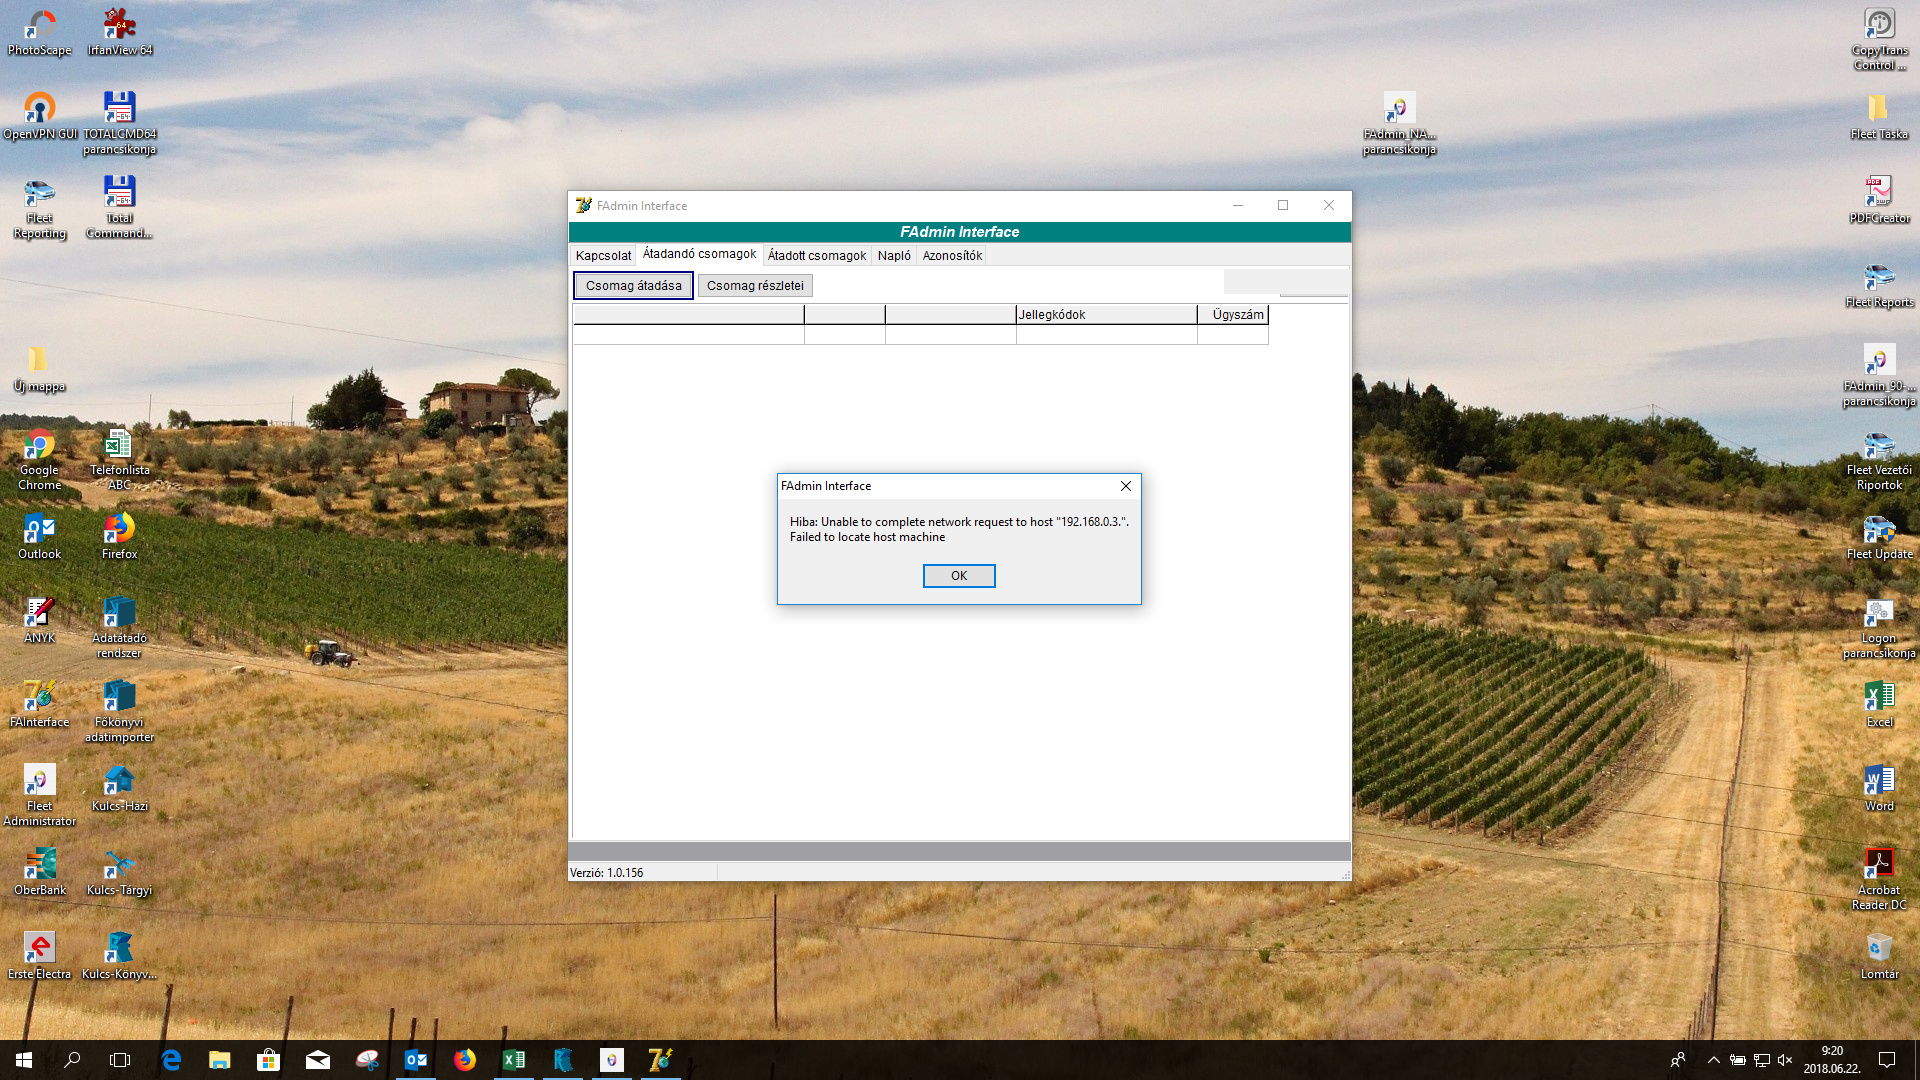 PhotoScape
IrfanView 64
OpenVPN GUI
TOTALCMD64
parancsikonja
Fleet
Reporting
Total
Command...
Új mappa
Google
Chrome
Telefonlista
ABC
Outlook
Firefox
ÁNYK
Adatátadó
rendszer
FAInterface
Főkönyvi
adatimporter
Fleet
Administrator
Kulcs-Házi
OberBank
Kulcs-Tárgyi
Erste Electra
Kulcs-Könyv...
FAdmin_NA...
parancsikonja
FAdmin Interface
FAdmin Interface
Kapcsolat
Átadandó csomagok
Átadott csomagok
Napló
Azonosítók
Csomag átadása
Csomag részletei
Jellegkódok
Ügyszám
FAdmin Interface
Hiba: Unable to complete network request to host "192.168.0.3.".
Failed to locate host machine
OK
Verzió: 1.0.156
CopyTrans
Control ...
Fleet Táska
PDFCreator
Fleet Reports
FAdmin_90-...
parancsikonja
Fleet Vezetői
Riportok
Fleet Update
Logon
parancsikonja
Excel
Word
Acrobat
Reader DC
Lomtár
9:20
2018.06.22.